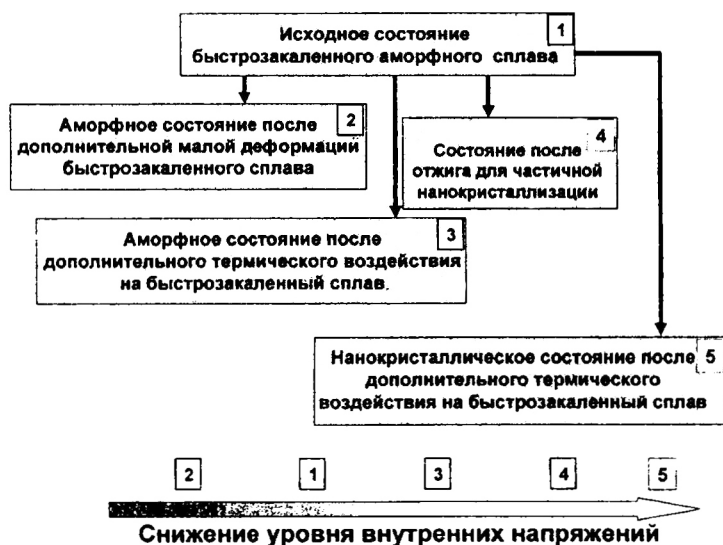 1
Исходное состояние
быстрозакаленного аморфного сплава
2
Аморфное состояние после
дополнительной малой деформации
быстрозакаленного сплава
4
Состояние после
отжига для частичной
нанокристаллизации
3
Аморфное состояние после
дополнительного термического воздействия
на быстрозакаленный сплав.
5
Нанокристаллическое состояние после
дополнительного термического
воздействия на быстрозакаленный сплав
2 1 3 4 5
Снижение уровня внутренних напряжений